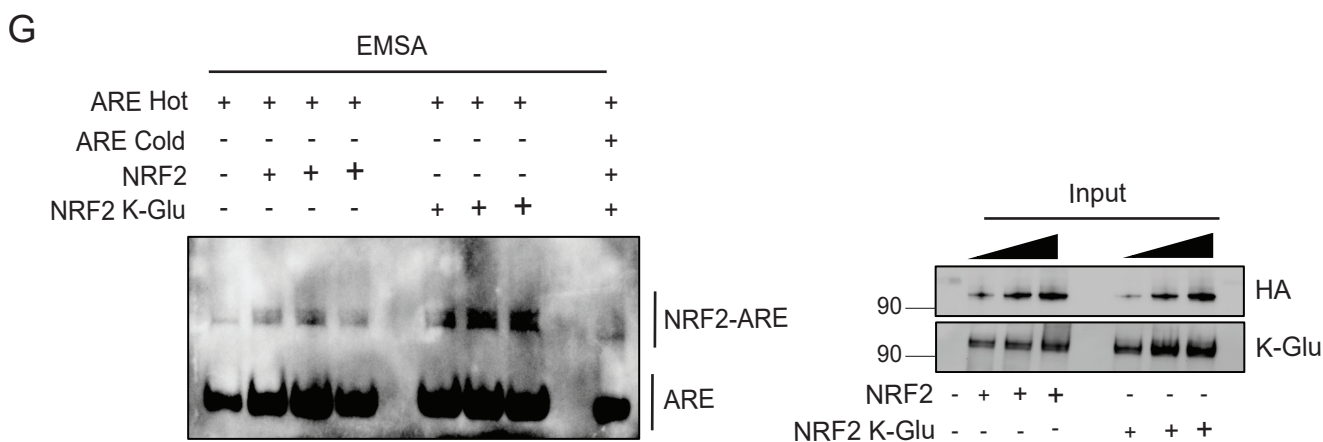 G
EMSA
ARE Hot + + + + + + + +
ARE Cold - - - - - - - +
NRF2 - + + + - - - +
NRF2 K-Glu - - - - + + + +
NRF2-ARE
ARE
Input
90 HA
90 K-Glu
NRF2 - + + + - - -
NRF2 K-Glu - - - - + + +